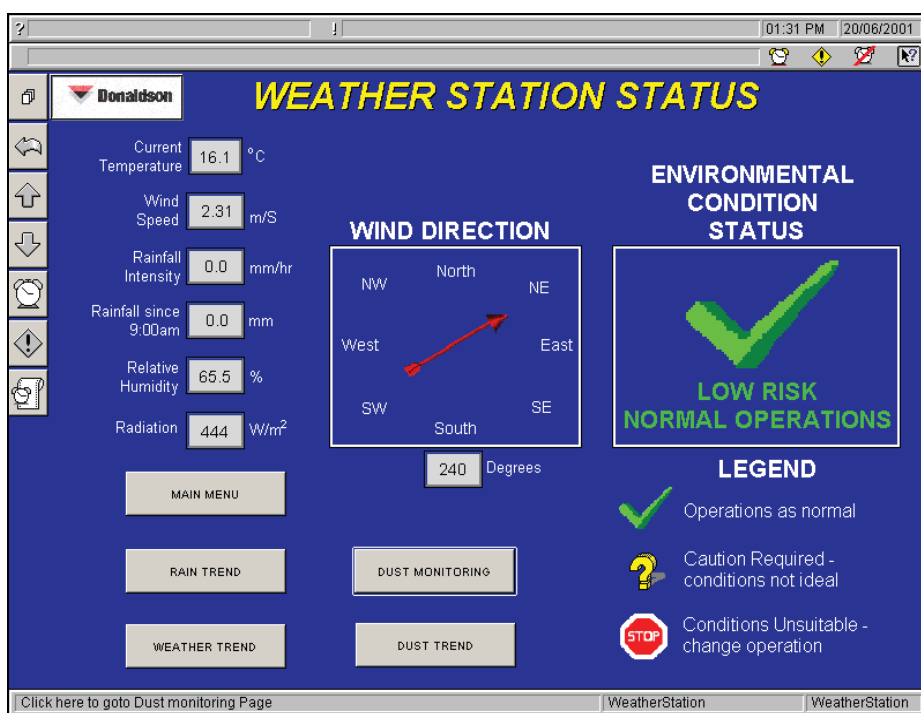 ?
!
01:31 PM
20/06/2001
?
Donaldson
WEATHER STATION STATUS
Current
Temperature
16.1
°C
Wind
Speed
2.31
m/S
Rainfall
Intensity
0.0
mm/hr
Rainfall since
9:00am
0.0
mm
Relative
Humidity
65.5
%
Radiation
444
W/m²
WIND DIRECTION
North
NW
NE
West
East
SW
SE
South
240
Degrees
ENVIRONMENTAL
CONDITION
STATUS
LOW RISK
NORMAL OPERATIONS
LEGEND
Operations as normal
?
Caution Required -
conditions not ideal
STOP
Conditions Unsuitable -
change operation
MAIN MENU
RAIN TREND
DUST MONITORING
WEATHER TREND
DUST TREND
Click here to goto Dust monitoring Page
WeatherStation
WeatherStation